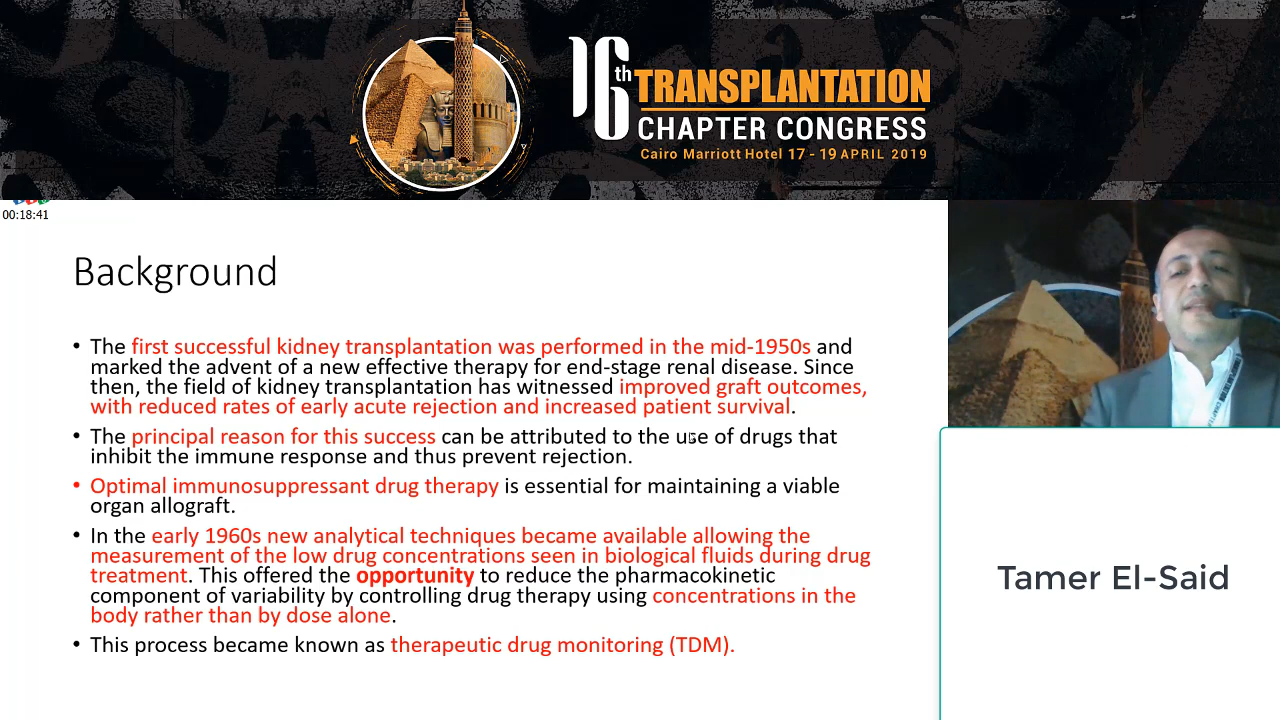 16th TRANSPLANTATION
CHAPTER CONGRESS
Cairo Marriott Hotel 17 - 19 APRIL 2019
00:18:41
Background
• The first successful kidney transplantation was performed in the mid-1950s and
marked the advent of a new effective therapy for end-stage renal disease. Since
then, the field of kidney transplantation has witnessed improved graft outcomes,
with reduced rates of early acute rejection and increased patient survival.
• The principal reason for this success can be attributed to the use of drugs that
inhibit the immune response and thus prevent rejection.
• Optimal immunosuppressant drug therapy is essential for maintaining a viable
organ allograft.
• In the early 1960s new analytical techniques became available allowing the
measurement of the low drug concentrations seen in biological fluids during drug
treatment. This offered the opportunity to reduce the pharmacokinetic
component of variability by controlling drug therapy using concentrations in the
body rather than by dose alone.
• This process became known as therapeutic drug monitoring (TDM).
Tamer El-Said